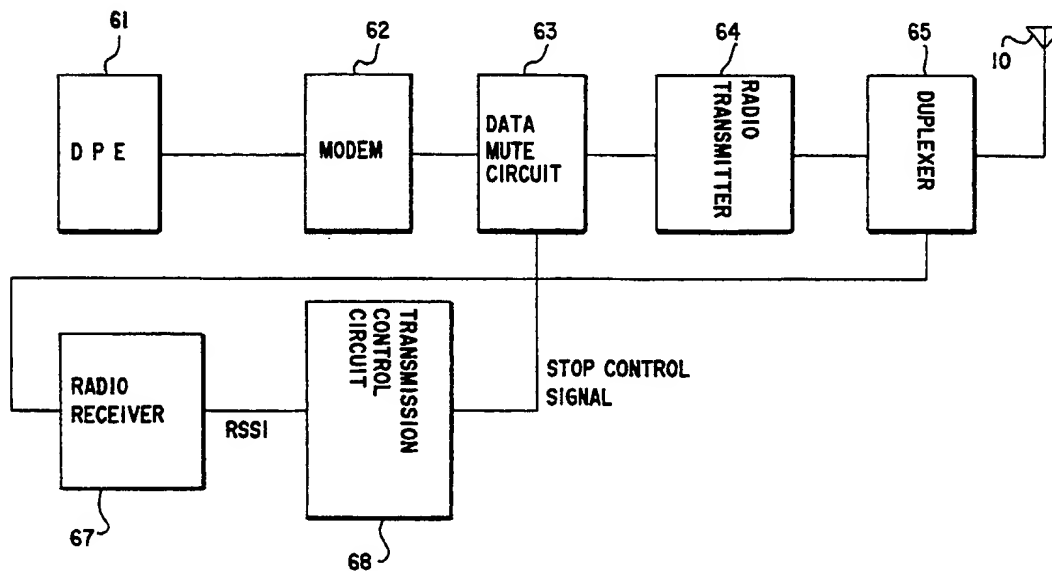 61
62
63
64
65
10
D P E
MODEM
DATA
MUTE
CIRCUIT
RADIO
TRANSMITTER
DUPLEXER
TRANSMISSION
CONTROL
CIRCUIT
RADIO
RECEIVER
RSSI
STOP CONTROL
SIGNAL
67
68